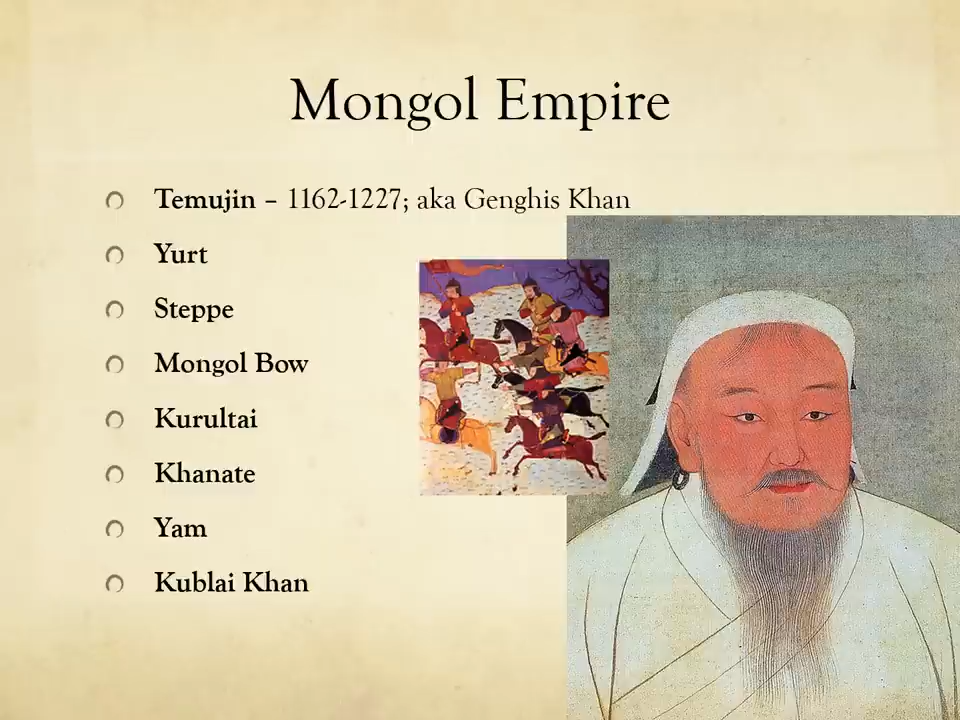 Mongol Empire
Temujin – 1162-1227; aka Genghis Khan
Yurt
Steppe
Mongol Bow
Kurultai
Khanate
Yam
Kublai Khan